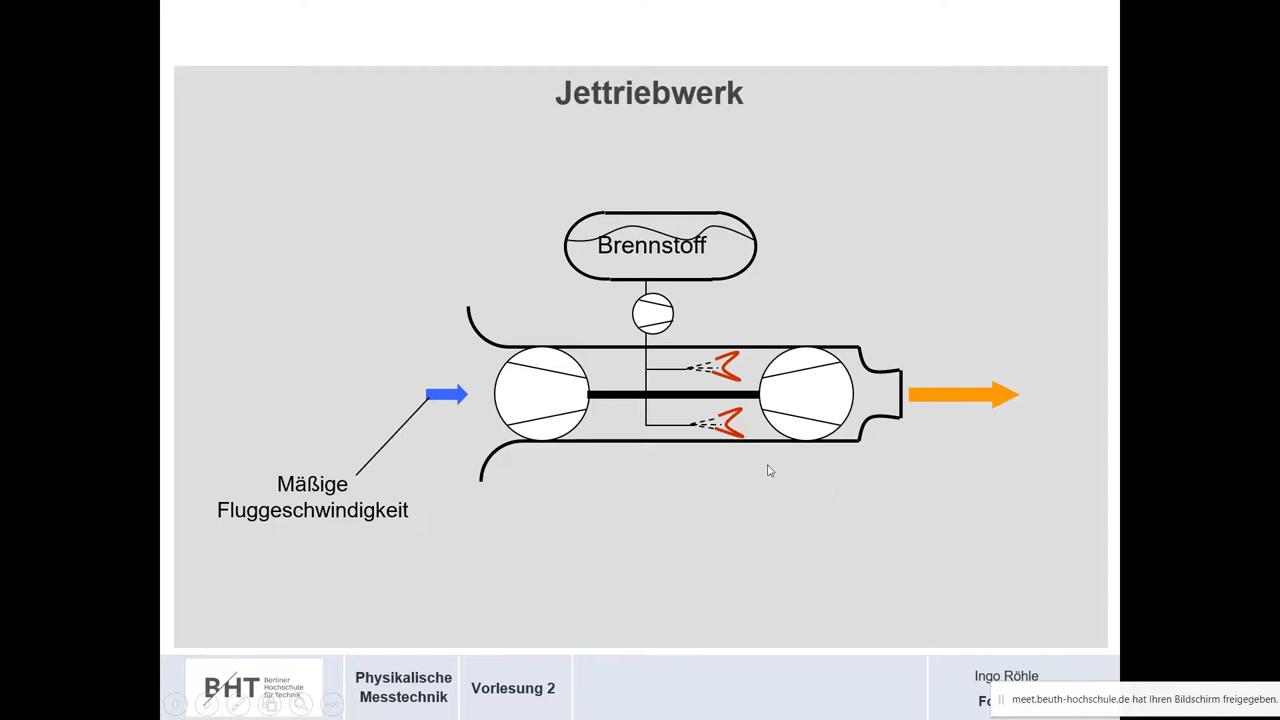 Jettriebwerk
Brennstoff
Mäßige
Fluggeschwindigkeit
BHT
Berliner
Hochschule
für Technik
Physikalische
Messtechnik
Vorlesung 2
Ingo Röhle
Fo
meet.beuth-hochschule.de hat Ihren Bildschirm freigegeben.